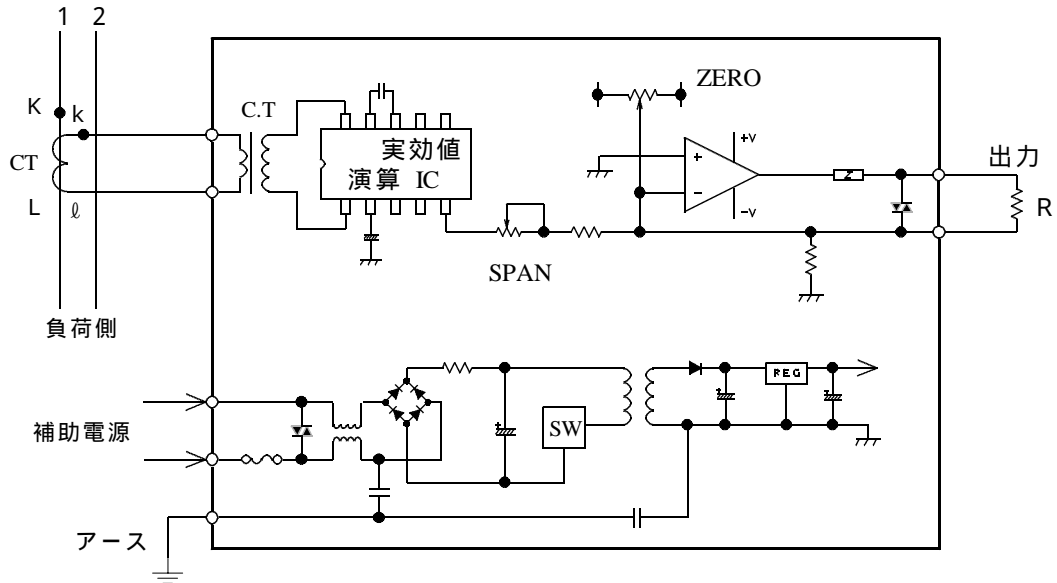 1 2
K k
C.T
ZERO
CT
実効値
演算 IC
+V
+
−
−V
Z
出力
L ℓ
R
SPAN
負荷側
REG
補助電源
+
SW
+
+
アース